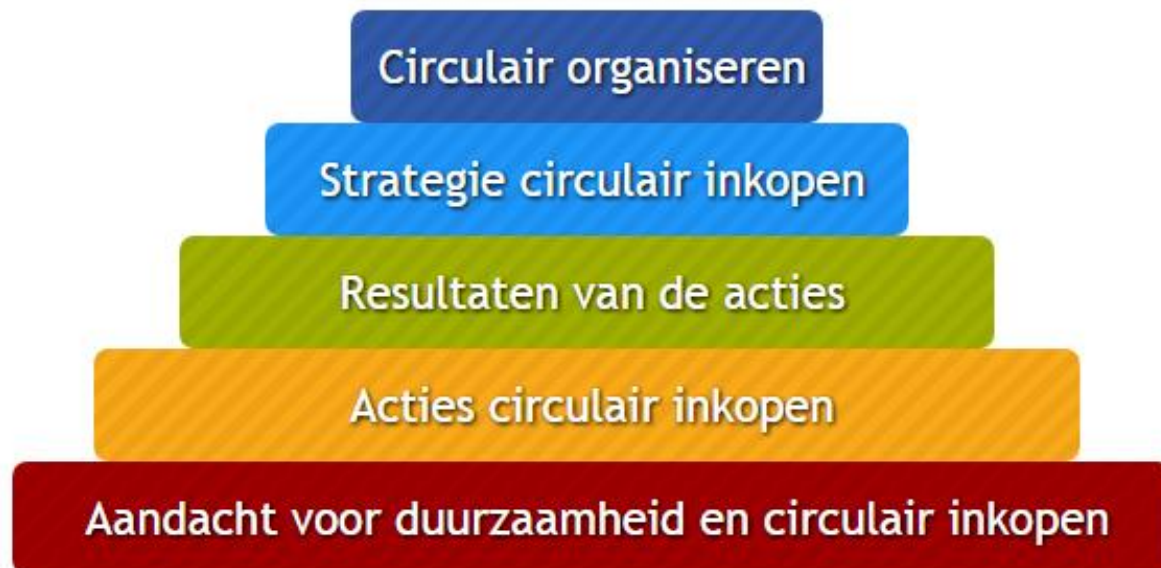 Circulair organiseren
Strategie circulair inkopen
Resultaten van de acties
Acties circulair inkopen
Aandacht voor duurzaamheid en circulair inkopen